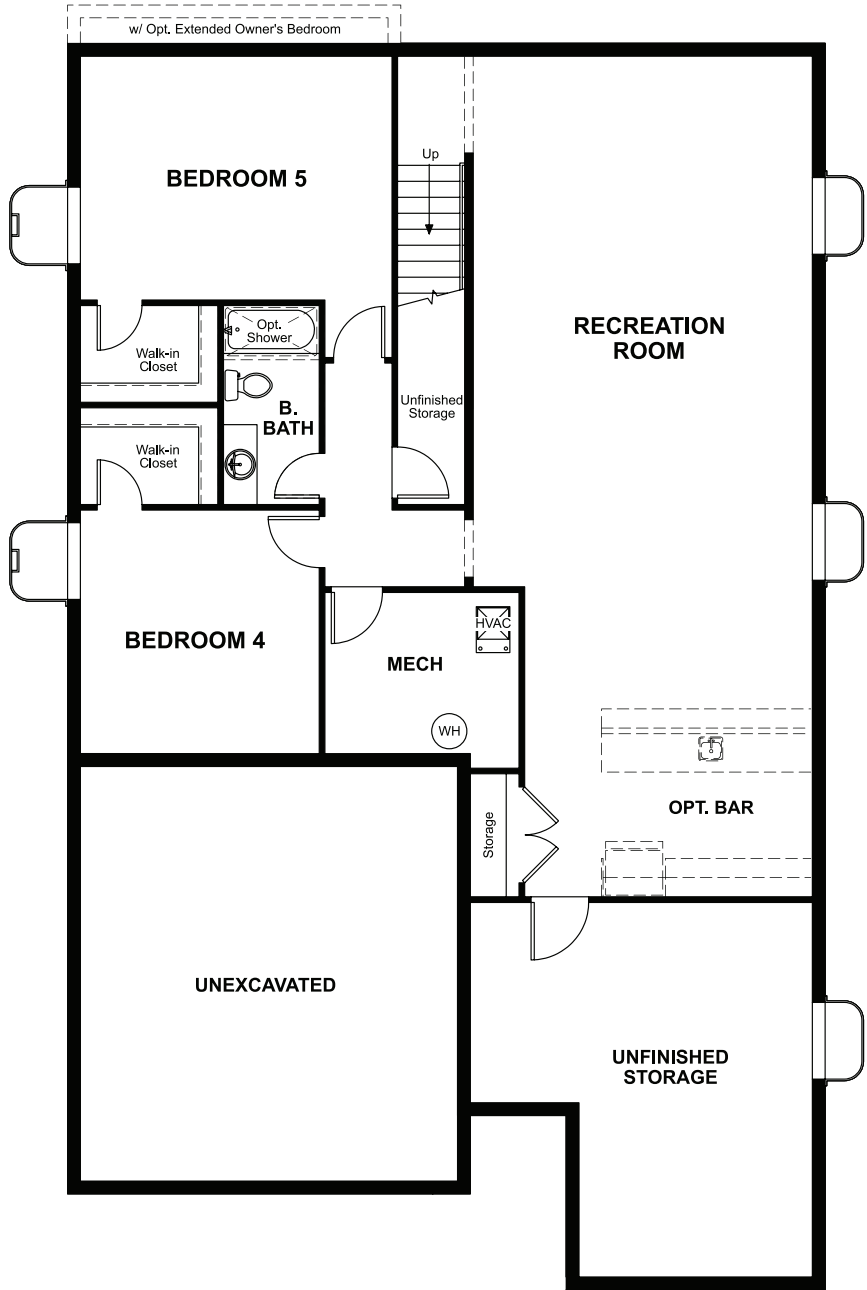 w/ Opt. Extended Owner's Bedroom
BEDROOM 5
Up
RECREATION
ROOM
Opt.
Shower
Walk-in
Closet
Unfinished
Storage
B.
BATH
Walk-in
Closet
HVAC
BEDROOM 4
MECH
WH
OPT. BAR
Storage
UNEXCAVATED
UNFINISHED
STORAGE